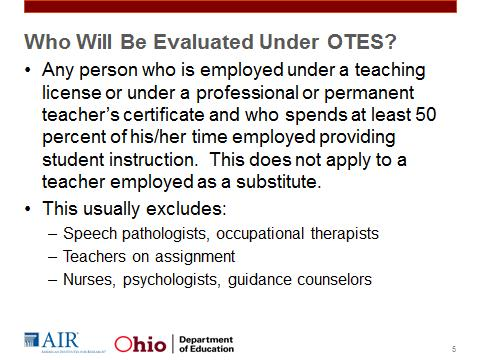 Who Will Be Evaluated Under OTES?
• Any person who is employed under a teaching
license or under a professional or permanent
teacher's certificate and who spends at least 50
percent of his/her time employed providing
student instruction.  This does not apply to a
teacher employed as a substitute.
• This usually excludes:
– Speech pathologists, occupational therapists
– Teachers on assignment
– Nurses, psychologists, guidance counselors
AIR
AMERICAN INSTITUTES FOR RESEARCH
Ohio
Department
of Education
5